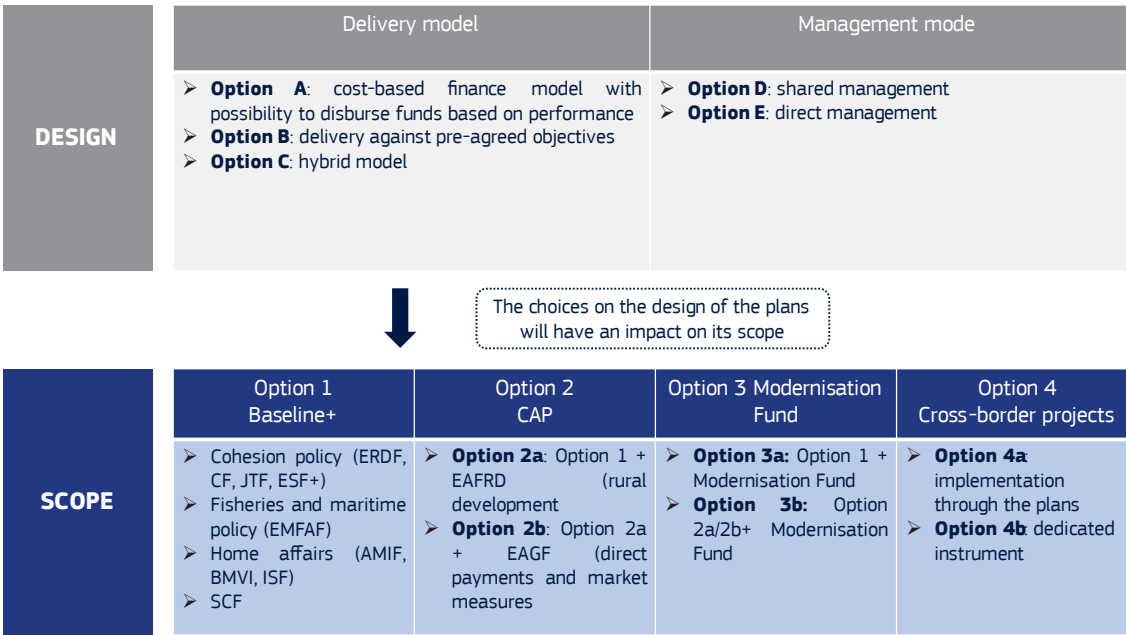 Delivery model
Management mode
DESIGN
➢ Option A: cost-based finance model with
possibility to disburse funds based on performance
➢ Option B: delivery against pre-agreed objectives
➢ Option C: hybrid model
➢ Option D: shared management
➢ Option E: direct management
The choices on the design of the plans
will have an impact on its scope
SCOPE
Option 1
Baseline+
Option 2
CAP
Option 3 Modernisation
Fund
Option 4
Cross-border projects
➢ Cohesion policy (ERDF,
CF, JTF, ESF+)
➢ Fisheries and maritime
policy (EMFAF)
➢ Home affairs (AMIF,
BMVI, ISF)
➢ SCF
➢ Option 2a: Option 1 +
EAFRD (rural
development
➢ Option 2b: Option 2a
+ EAGF (direct
payments and market
measures
➢ Option 3a: Option 1 +
Modernisation Fund
➢ Option 3b: Option
2a/2b+ Modernisation
Fund
➢ Option 4a:
implementation
through the plans
➢ Option 4b: dedicated
instrument